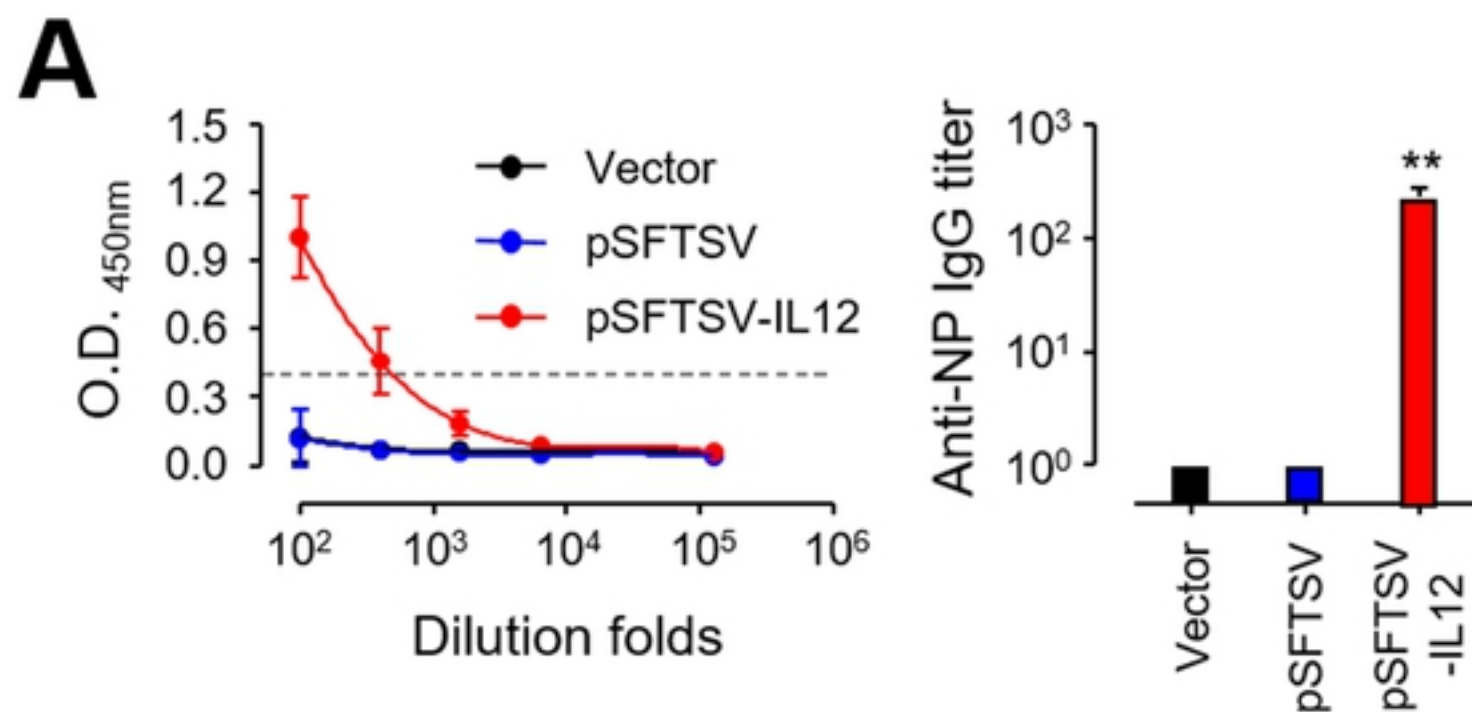 A
O.D. 450nm
1.5
1.2
0.9
0.6
0.3
0.0
Vector
pSFTSV
pSFTSV-IL12
10² 10³ 10⁴ 10⁵ 10⁶
Dilution folds
Anti-NP IgG titer
10³
10²
10¹
10⁰
**
Vector
pSFTSV
pSFTSV
-IL12